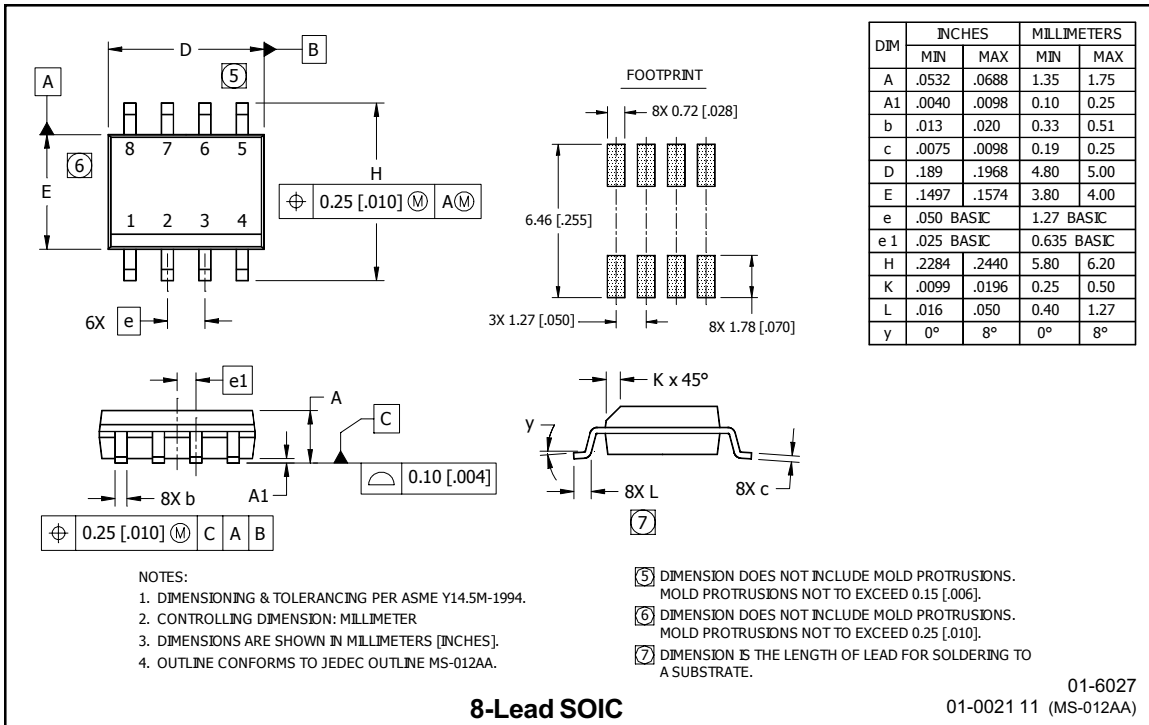 D
B
5
A
8 7 6 5
6
E
H
⌖ 0.25 [.010] Ⓜ AⓂ
1 2 3 4
6X e
FOOTPRINT
8X 0.72 [.028]
6.46 [.255]
3X 1.27 [.050]
8X 1.78 [.070]
DIM INCHES MILLIMETERS
MIN MAX MIN MAX
A .0532 .0688 1.35 1.75
A1 .0040 .0098 0.10 0.25
b .013 .020 0.33 0.51
c .0075 .0098 0.19 0.25
D .189 .1968 4.80 5.00
E .1497 .1574 3.80 4.00
e .050 BASIC 1.27 BASIC
e 1 .025 BASIC 0.635 BASIC
H .2284 .2440 5.80 6.20
K .0099 .0196 0.25 0.50
L .016 .050 0.40 1.27
y 0° 8° 0° 8°
e1
A
C
⌓ 0.10 [.004]
8X b
A1
⌖ 0.25 [.010] Ⓜ C A B
K x 45°
y
8X L
8X c
7
NOTES:
1. DIMENSIONING & TOLERANCING PER ASME Y14.5M-1994.
2. CONTROLLING DIMENSION: MILLIMETER
3. DIMENSIONS ARE SHOWN IN MILLIMETERS [INCHES].
4. OUTLINE CONFORMS TO JEDEC OUTLINE MS-012AA.
5 DIMENSION DOES NOT INCLUDE MOLD PROTRUSIONS.
MOLD PROTRUSIONS NOT TO EXCEED 0.15 [.006].
6 DIMENSION DOES NOT INCLUDE MOLD PROTRUSIONS.
MOLD PROTRUSIONS NOT TO EXCEED 0.25 [.010].
7 DIMENSION IS THE LENGTH OF LEAD FOR SOLDERING TO
A SUBSTRATE.
8-Lead SOIC
01-6027
01-0021 11 (MS-012AA)